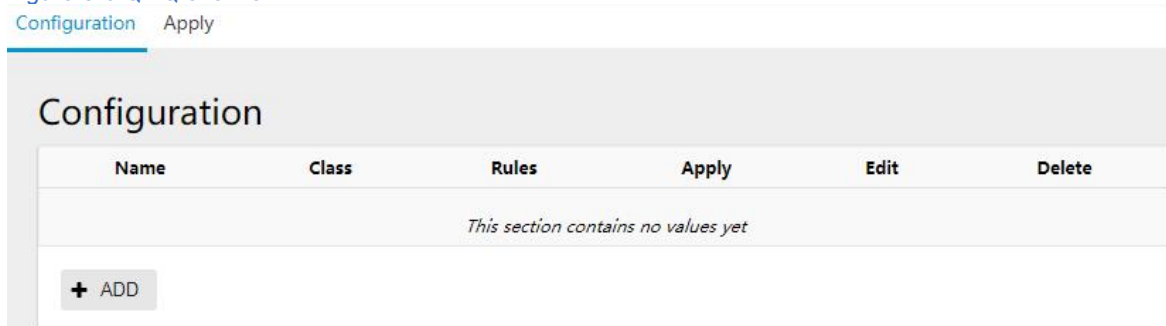 Configuration Apply
Configuration
Name Class Rules Apply Edit Delete
This section contains no values yet
+ ADD